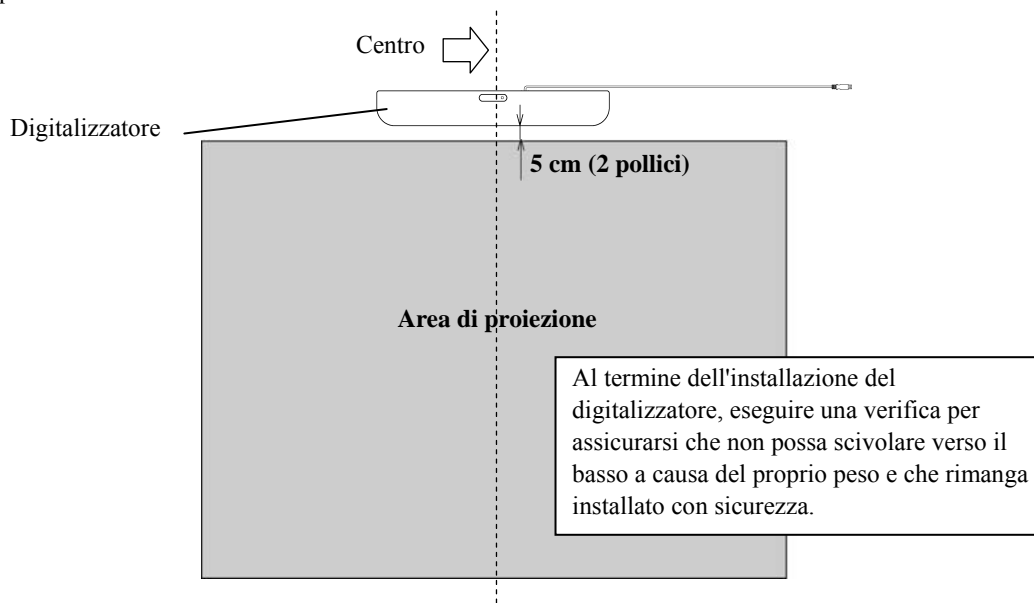 Centro
Digitalizzatore
5 cm (2 pollici)
Area di proiezione
Al termine dell'installazione del
digitalizzatore, eseguire una verifica per
assicurarsi che non possa scivolare verso il
basso a causa del proprio peso e che rimanga
installato con sicurezza.